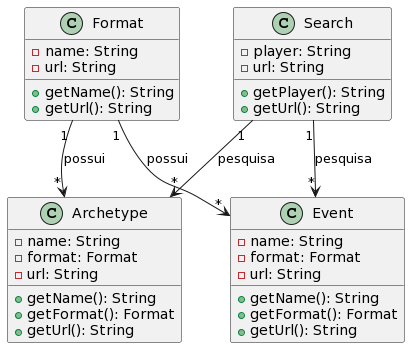 C Format
name: String
url: String
getName(): String
getUrl(): String
C Search
player: String
url: String
getPlayer(): String
getUrl(): String
1
1
1
1
possui
possui
pesquisa
pesquisa
*
*
*
*
C Archetype
name: String
format: Format
url: String
getName(): String
getFormat(): Format
getUrl(): String
C Event
name: String
format: Format
url: String
getName(): String
getFormat(): Format
getUrl(): String